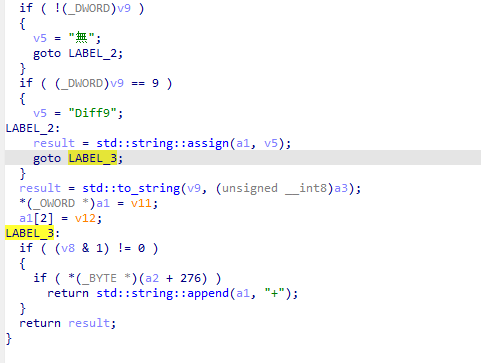 if ( !(_DWORD)v9 )
{
v5 = "無";
goto LABEL_2;
}
if ( (_DWORD)v9 == 9 )
{
v5 = "Diff9";
LABEL_2:
result = std::string::assign(a1, v5);
goto LABEL_3;
}
result = std::to_string(v9, (unsigned __int8)a3);
*(_OWORD *)a1 = v11;
a1[2] = v12;
LABEL_3:
if ( (v8 & 1) != 0 )
{
if ( *(_BYTE *)(a2 + 276) )
return std::string::append(a1, "+");
}
return result;
}